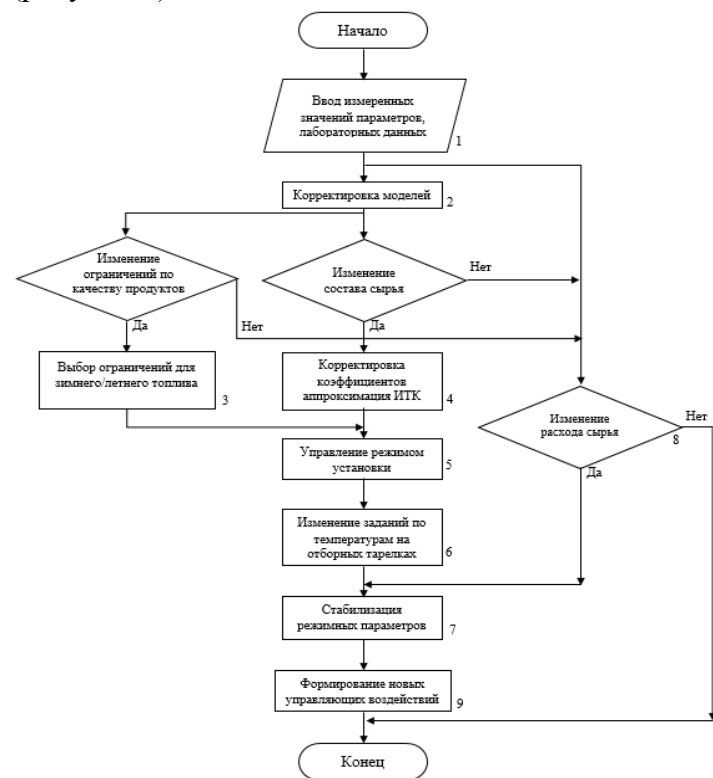 Начало
Ввод измеренных
значений параметров,
лабораторных данных
1
Корректировка моделей
2
Изменение
ограничений по
качеству продуктов
Изменение
состава сырья
Нет
Да
Нет
Да
Выбор ограничений для
зимнего/летнего топлива
3
Корректировка
коэффициентов
аппроксимация ИТК
4
Изменение
расхода сырья
8
Нет
Да
Управление режимом
установки
5
Изменение заданий по
температурам на
отборных тарелках
6
Стабилизация
режимных параметров
7
Формирование новых
управляющих воздействий
9
Конец